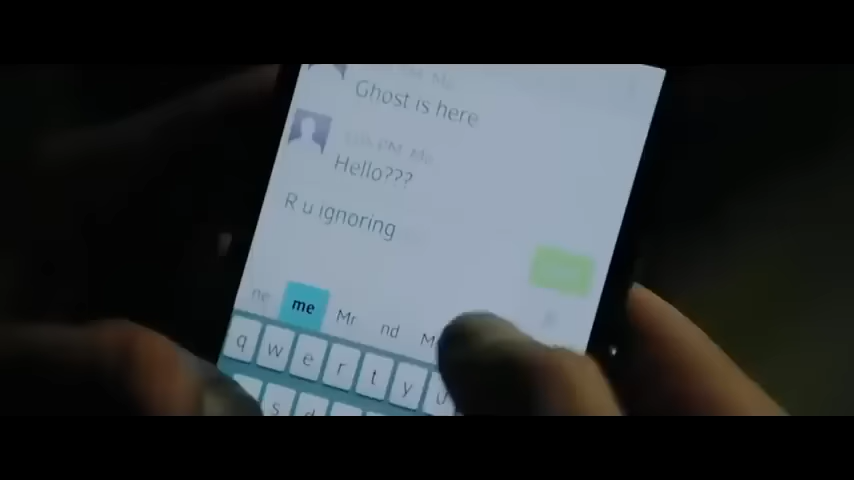 Ghost is here
Hello???
R u ignoring
ne me Mr nd
q w e r t y u
s d